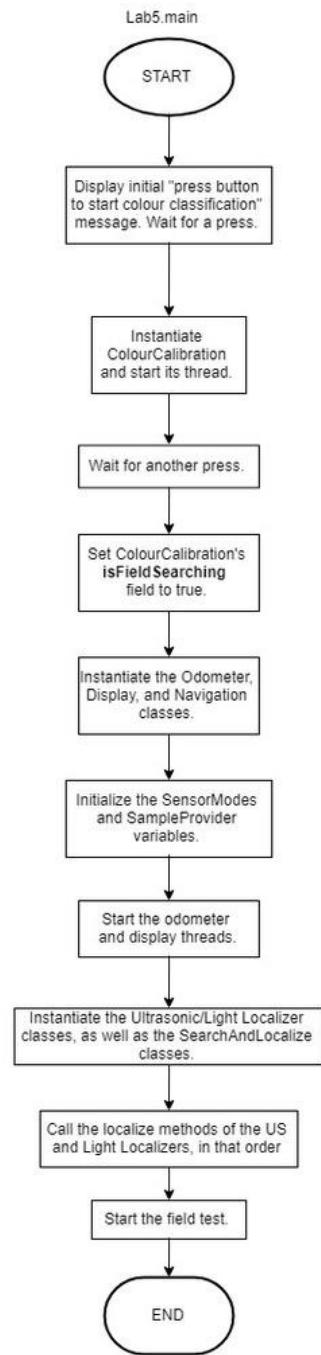 Lab5.main
START
Display initial "press button
to start colour classification"
message. Wait for a press.
Instantiate
ColourCalibration
and start its thread.
Wait for another press.
Set ColourCalibration's
isFieldSearching
field to true.
Instantiate the Odometer,
Display, and Navigation
classes.
Initialize the SensorModes
and SampleProvider
variables.
Start the odometer
and display threads.
Instantiate the Ultrasonic/Light Localizer
classes, as well as the SearchAndLocalize
classes.
Call the localize methods of the US
and Light Localizers, in that order
Start the field test.
END